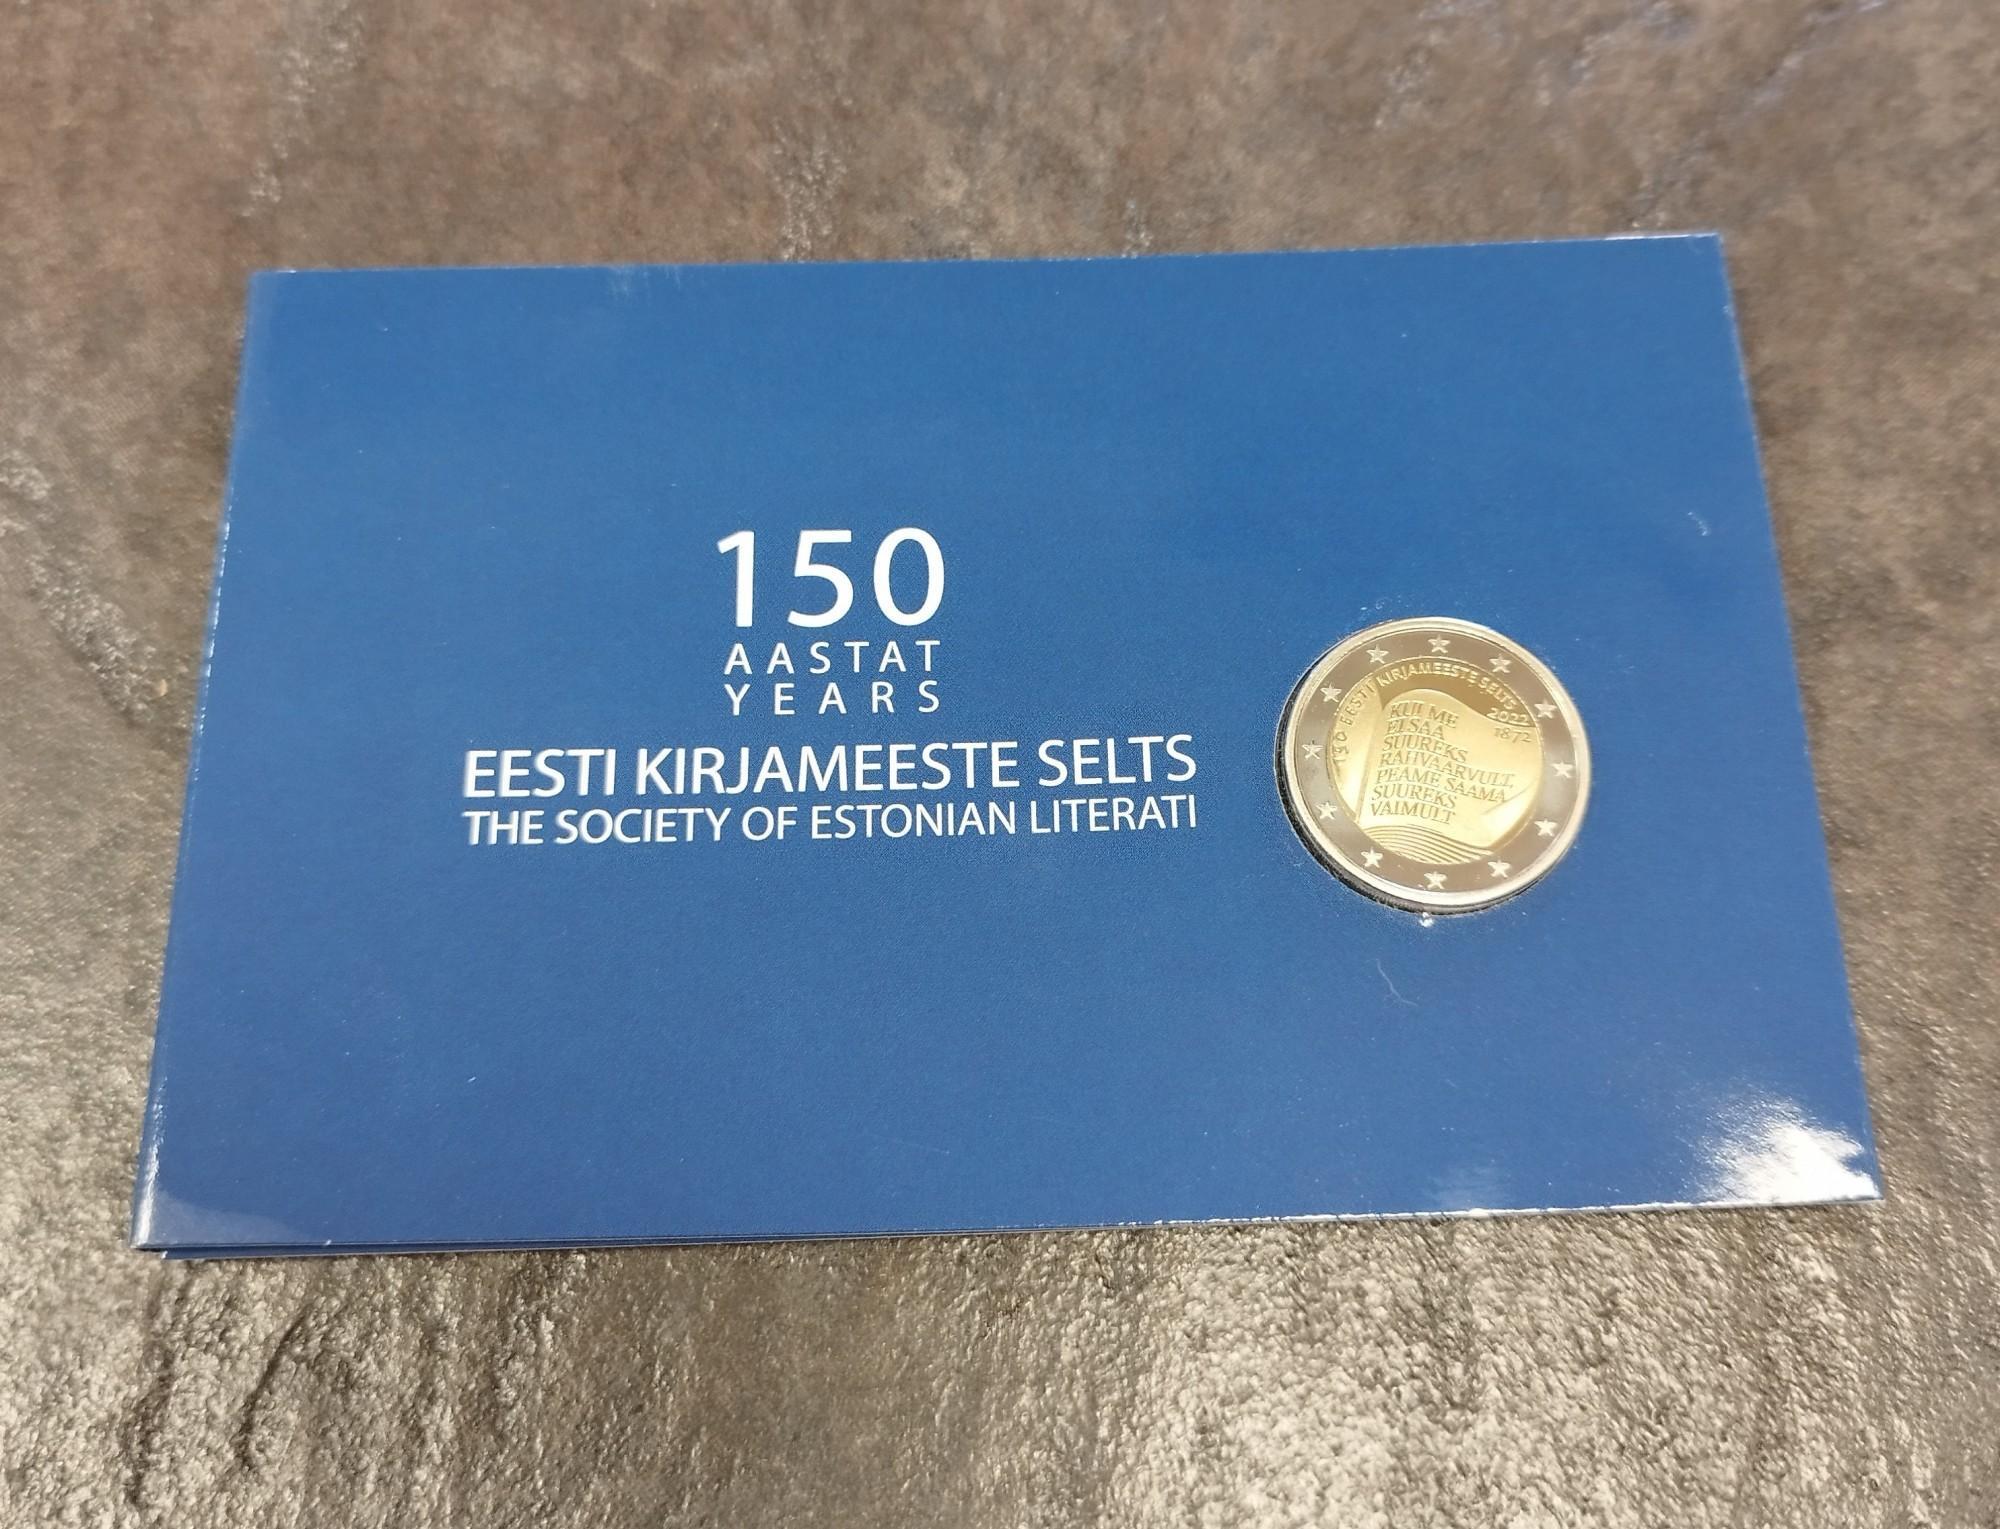 150
AASTAT
YEARS
EESTI KIRJAMEESTE SELTS
THE SOCIETY OF ESTONIAN LITERATI
150 EESTI KIRJAMEESTE SELTS
2022
1872
KUI ME
EI SAA
SUUREKS
RAHVAARVULT,
PEAME SAAMA
SUUREKS
VAIMULT